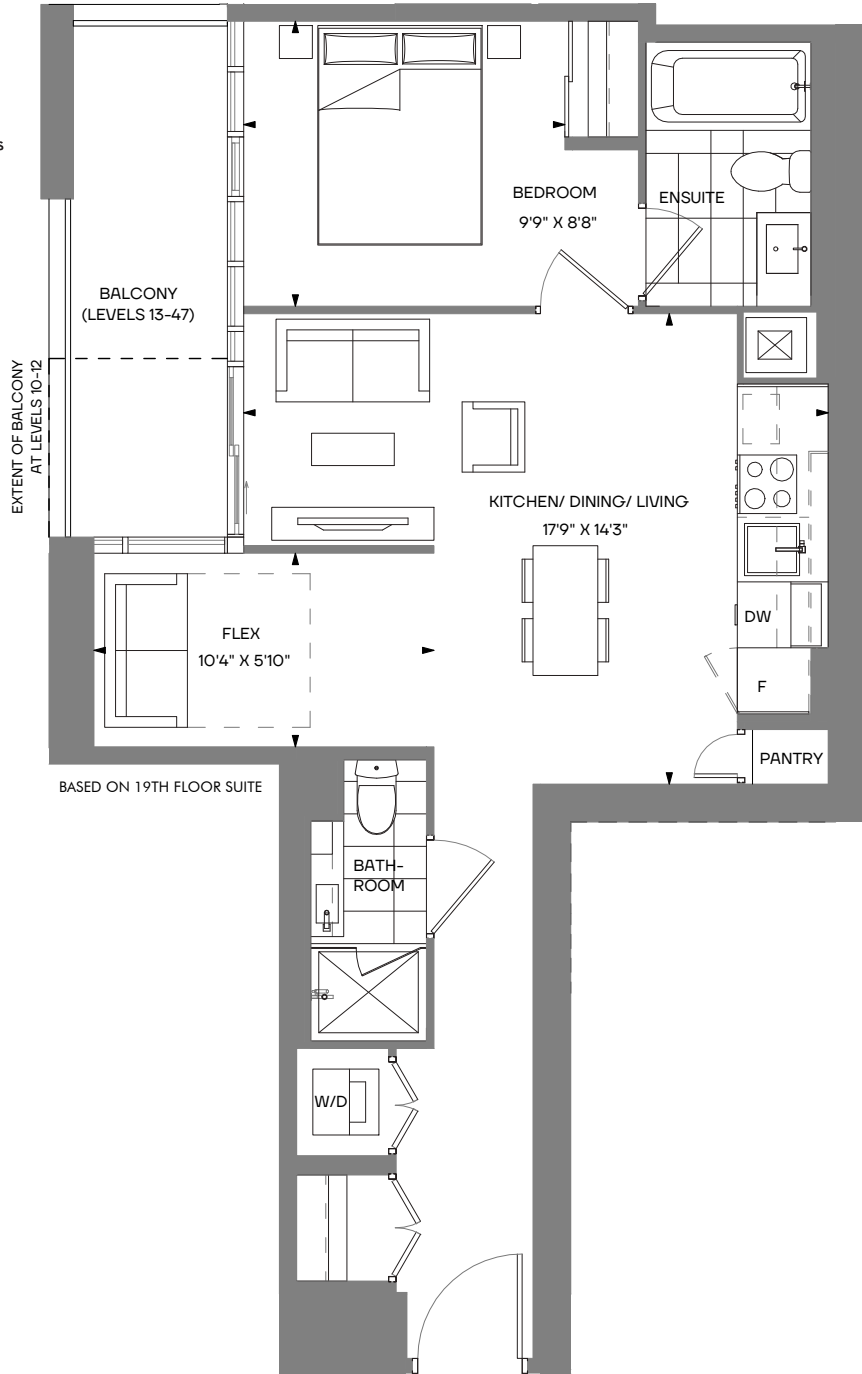 s
BEDROOM
9'9" X 8'8"
ENSUITE
BALCONY
(LEVELS 13-47)
EXTENT OF BALCONY
AT LEVELS 10-12
KITCHEN/ DINING/ LIVING
17'9" X 14'3"
FLEX
10'4" X 5'10"
DW
F
PANTRY
BASED ON 19TH FLOOR SUITE
BATH-
ROOM
W/D